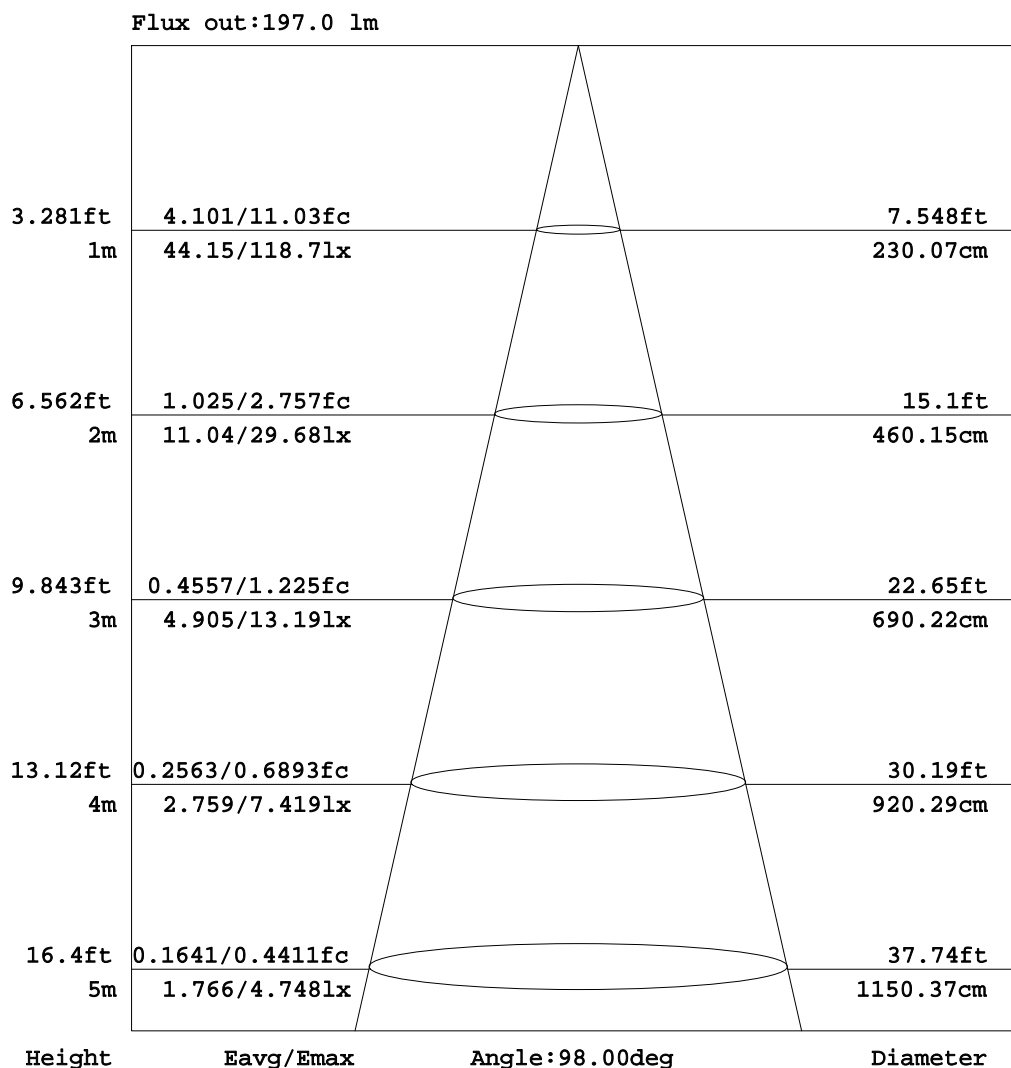 Flux out:197.0 lm
3.281ft 4.101/11.03fc 7.548ft
1m 44.15/118.7lx 230.07cm
6.562ft 1.025/2.757fc 15.1ft
2m 11.04/29.68lx 460.15cm
9.843ft 0.4557/1.225fc 22.65ft
3m 4.905/13.19lx 690.22cm
13.12ft 0.2563/0.6893fc 30.19ft
4m 2.759/7.419lx 920.29cm
16.4ft 0.1641/0.4411fc 37.74ft
5m 1.766/4.748lx 1150.37cm
Height Eavg/Emax Angle:98.00deg Diameter